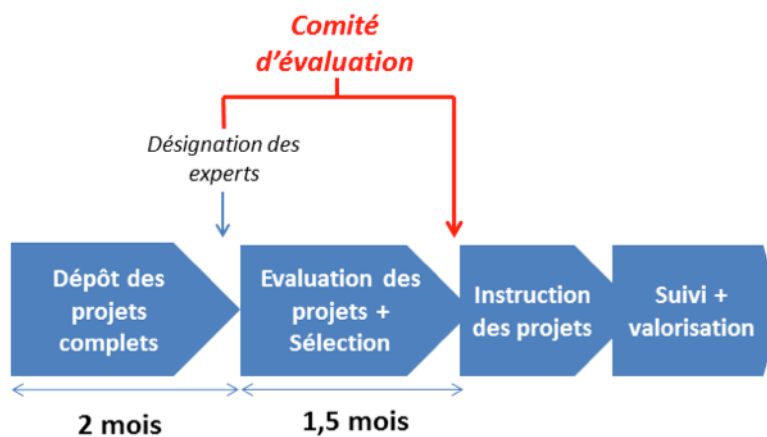 Comité
d’évaluation
Désignation des
experts
Dépôt des
projets
complets
Evaluation des
projets +
Sélection
Instruction
des projets
Suivi +
valorisation
2 mois
1,5 mois